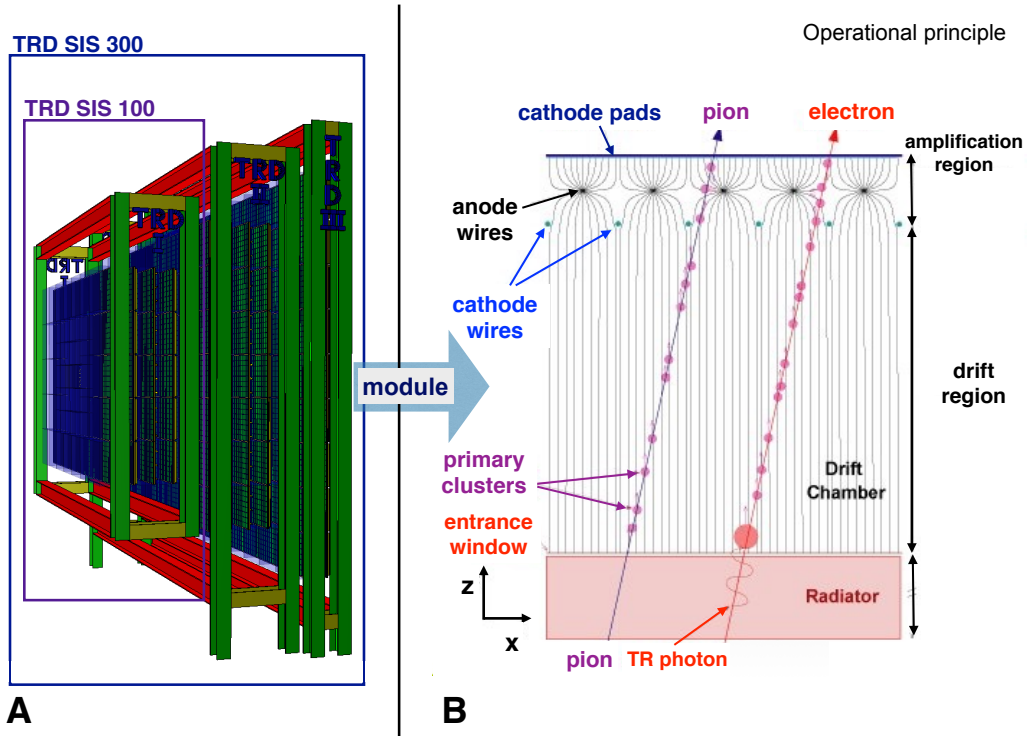 TRD SIS 300
TRD SIS 100
TRD
I
TRD
I
TRD
II
TRD
III
A
module
Operational principle
cathode pads
pion
electron
amplification
region
anode
wires
cathode
wires
drift
region
primary
clusters
Drift
Chamber
entrance
window
z
x
Radiator
pion
TR photon
B